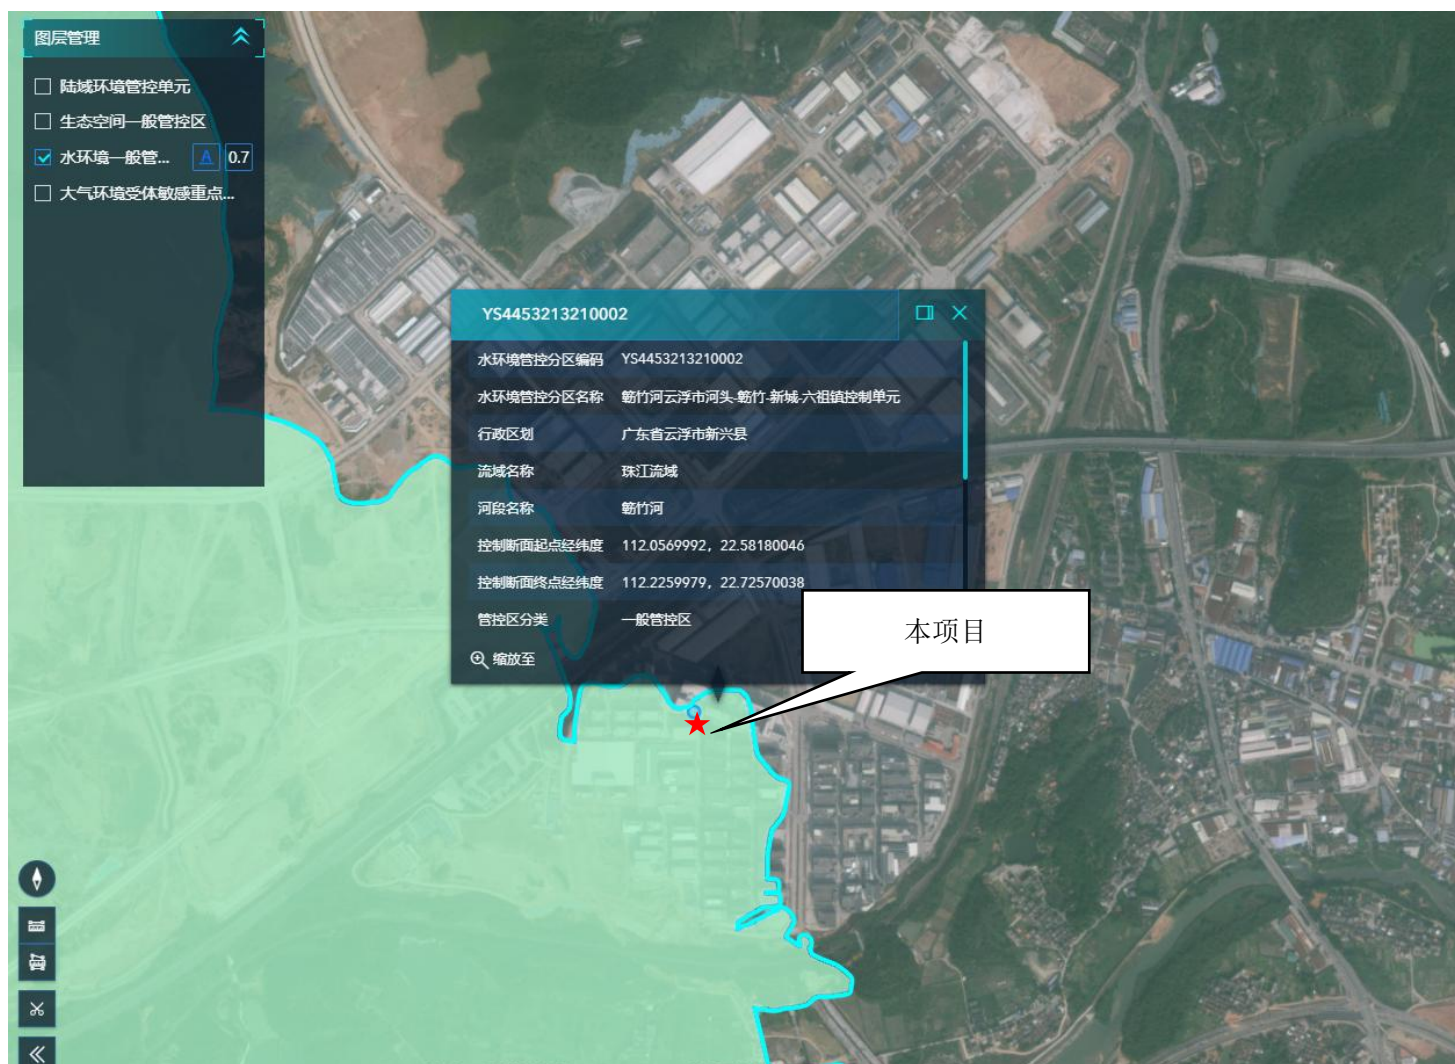 图层管理
陆域环境管控单元
生态空间一般管控区
水环境一般管... A 0.7
大气环境受体敏感重点...
YS4453213210002
水环境管控分区编码 YS4453213210002
水环境管控分区名称 簕竹河云浮市河头-簕竹-新城-六祖镇控制单元
行政区划 广东省云浮市新兴县
流域名称 珠江流域
河段名称 簕竹河
控制断面起点经纬度 112.0569992，22.58180046
控制断面终点经纬度 112.2259979，22.72570038
管控区分类 一般管控区
缩放至
本项目